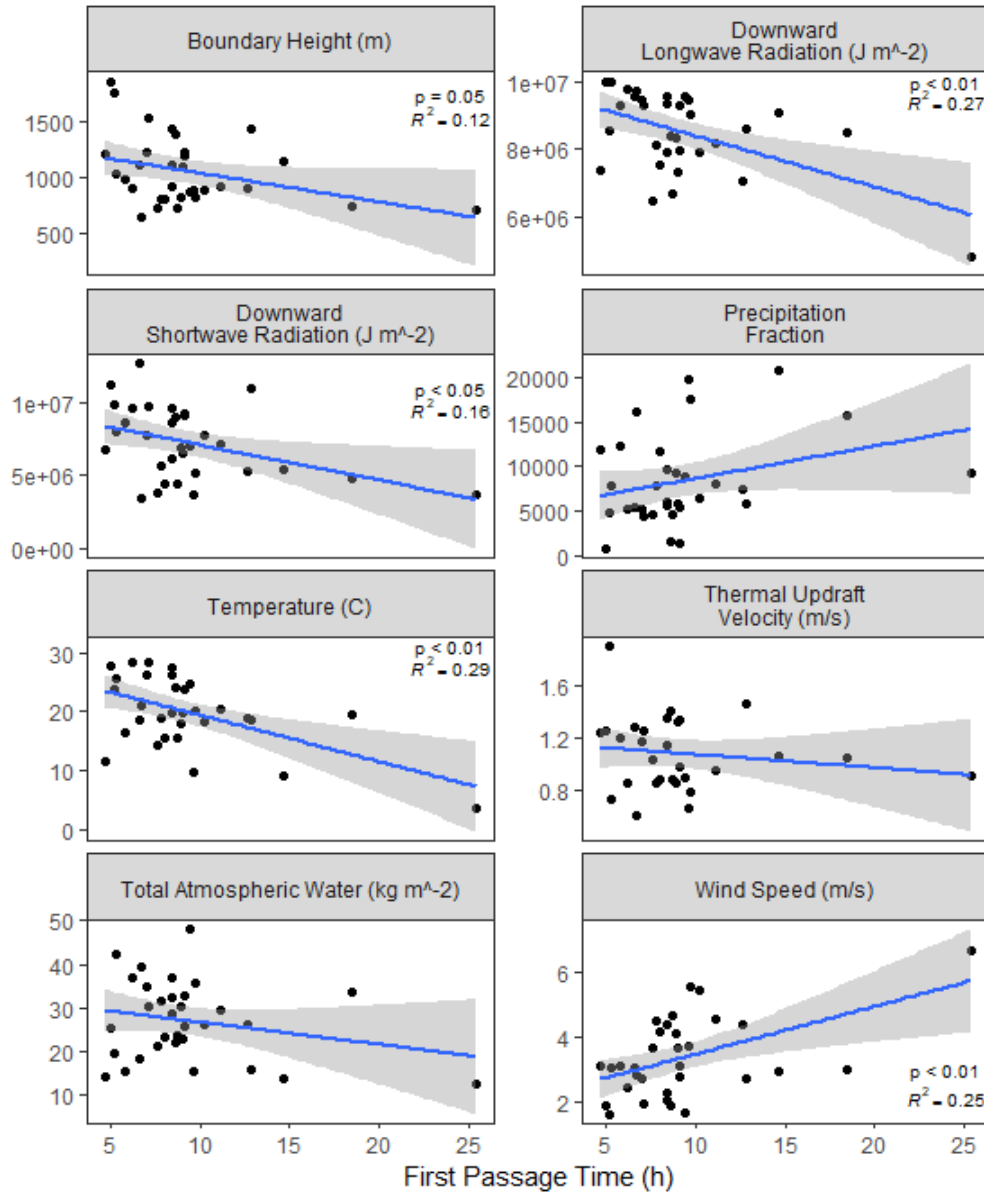 Boundary Height (m)
1500
1000
500
p = 0.05
R² = 0.12
Downward
Longwave Radiation (J m^-2)
1e+07
8e+06
6e+06
p < 0.01
R² = 0.27
Downward
Shortwave Radiation (J m^-2)
1e+07
5e+06
0e+00
p < 0.05
R² = 0.16
Precipitation
Fraction
20000
15000
10000
5000
0
Temperature (C)
30
20
10
0
p < 0.01
R² = 0.29
Thermal Updraft
Velocity (m/s)
1.6
1.2
0.8
Total Atmospheric Water (kg m^-2)
50
40
30
20
10
5 10 15 20 25
Wind Speed (m/s)
6
4
2
p < 0.01
R² = 0.25
5 10 15 20 25
First Passage Time (h)